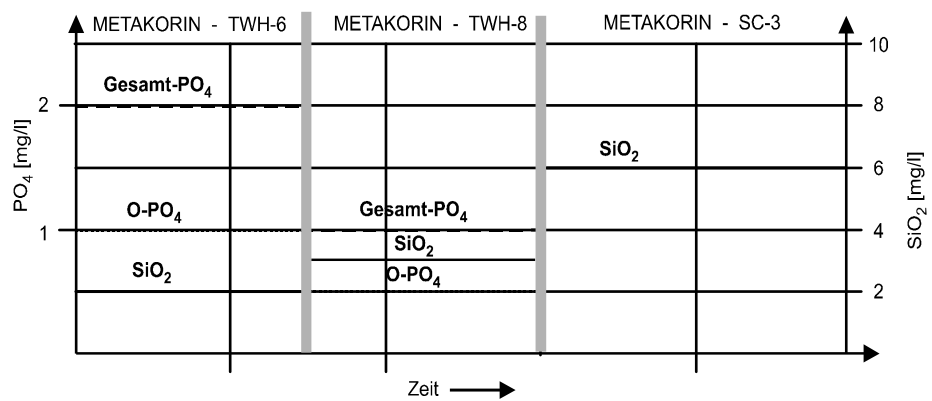 METAKORIN - TWH-6 METAKORIN - TWH-8 METAKORIN - SC-3
10
Gesamt-PO₄
2 8
PO₄ [mg/l]
SiO₂
6
SiO₂ [mg/l]
O-PO₄ Gesamt-PO₄
1 4
SiO₂
SiO₂ O-PO₄
2
Zeit